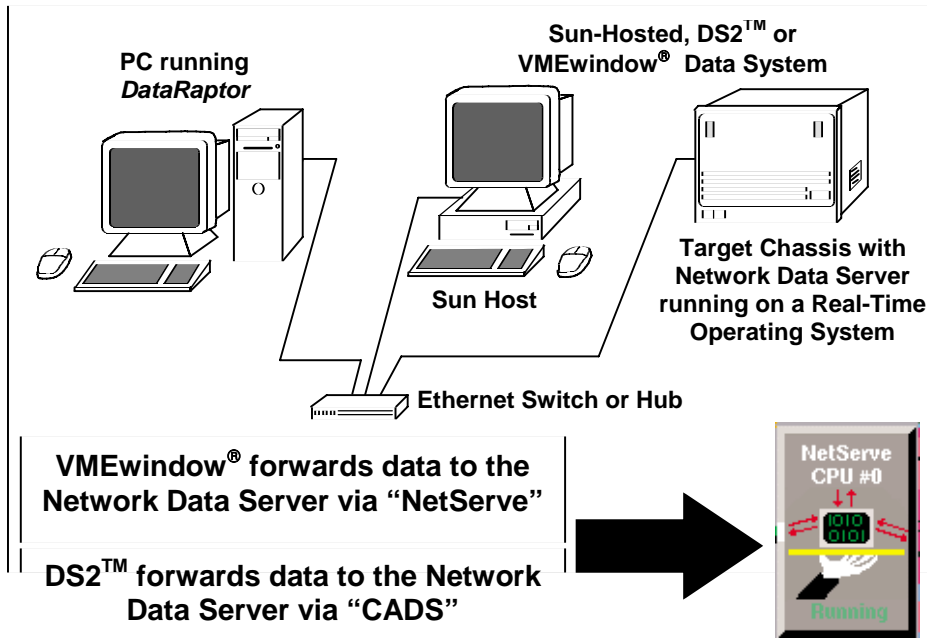 PC running
DataRaptor
Sun-Hosted, DS2™ or
VMEwindow® Data System
Sun Host
Target Chassis with
Network Data Server
running on a Real-Time
Operating System
Ethernet Switch or Hub
VMEwindow® forwards data to the
Network Data Server via “NetServe”
DS2™ forwards data to the Network
Data Server via “CADS”
NetServe
CPU #0
1010
0101
Running